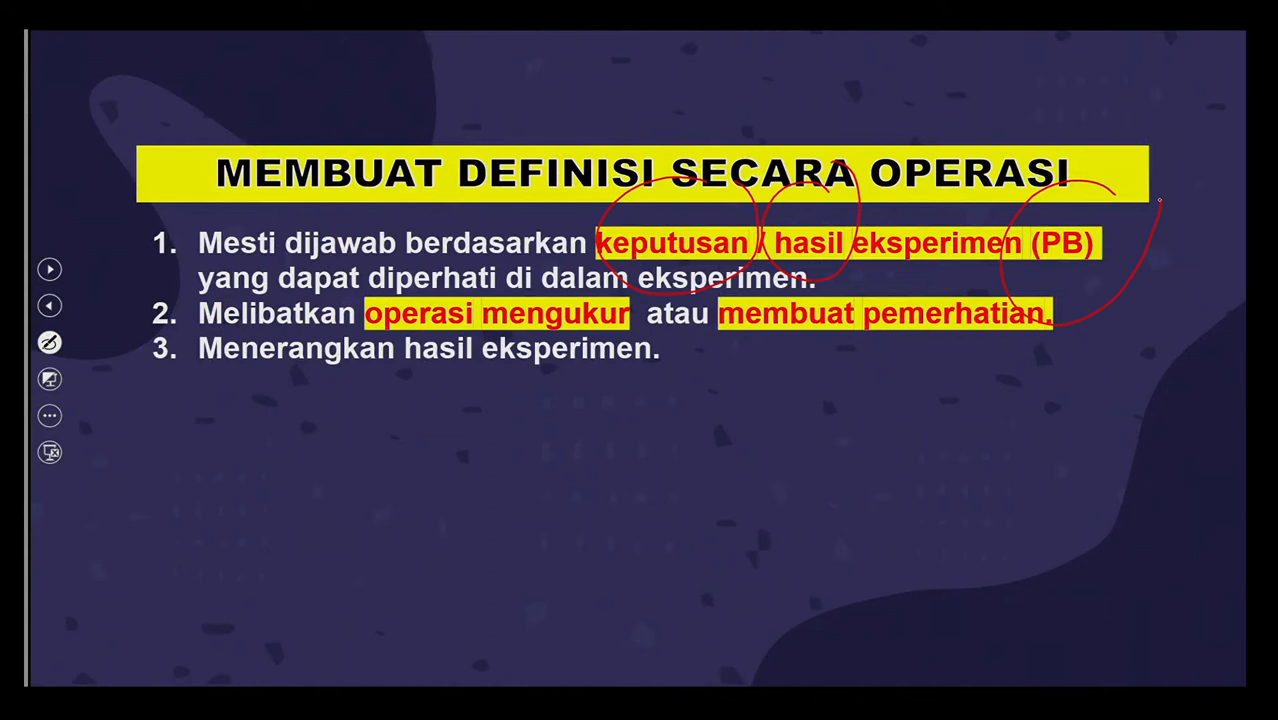 MEMBUAT DEFINISI SECARA OPERASI
1. Mesti dijawab berdasarkan keputusan / hasil eksperimen (PB)
yang dapat diperhati di dalam eksperimen.
2. Melibatkan operasi mengukur atau membuat pemerhatian.
3. Menerangkan hasil eksperimen.